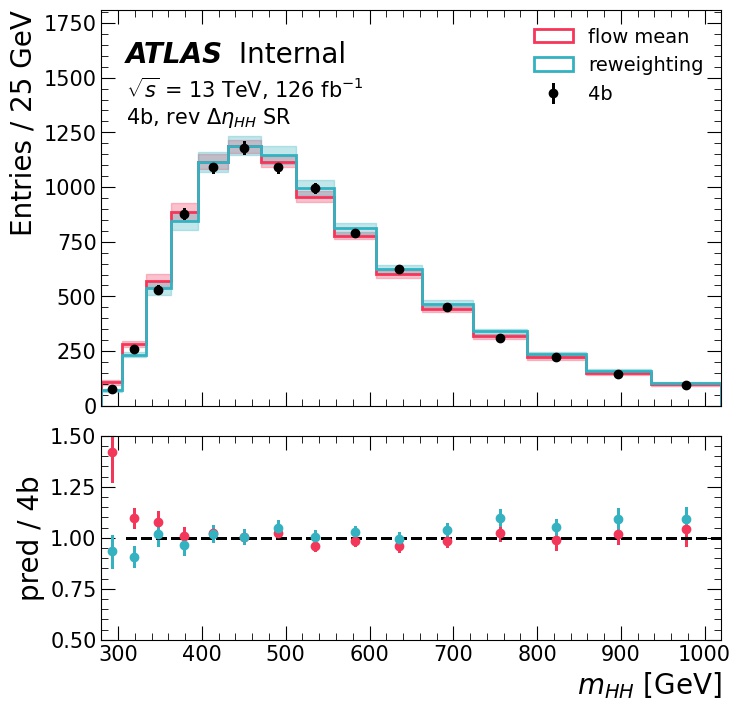 Entries / 25 GeV
1750
1500
1250
1000
750
500
250
0
ATLAS Internal
√s = 13 TeV, 126 fb⁻¹
4b, rev Δη_HH SR
flow mean
reweighting
4b
pred / 4b
1.50
1.25
1.00
0.75
0.50
300 400 500 600 700 800 900 1000
m_HH [GeV]